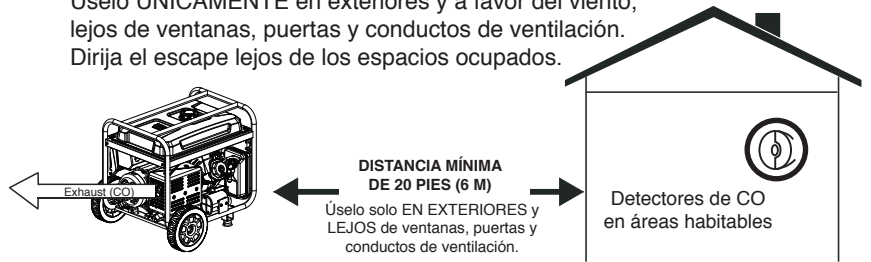 Úselo ÚNICAMENTE en exteriores y a favor del viento,
lejos de ventanas, puertas y conductos de ventilación.
Dirija el escape lejos de los espacios ocupados.
Exhaust (CO)
DISTANCIA MÍNIMA
DE 20 PIES (6 M)
Úselo solo EN EXTERIORES y
LEJOS de ventanas, puertas y
conductos de ventilación.
Detectores de CO
en áreas habitables